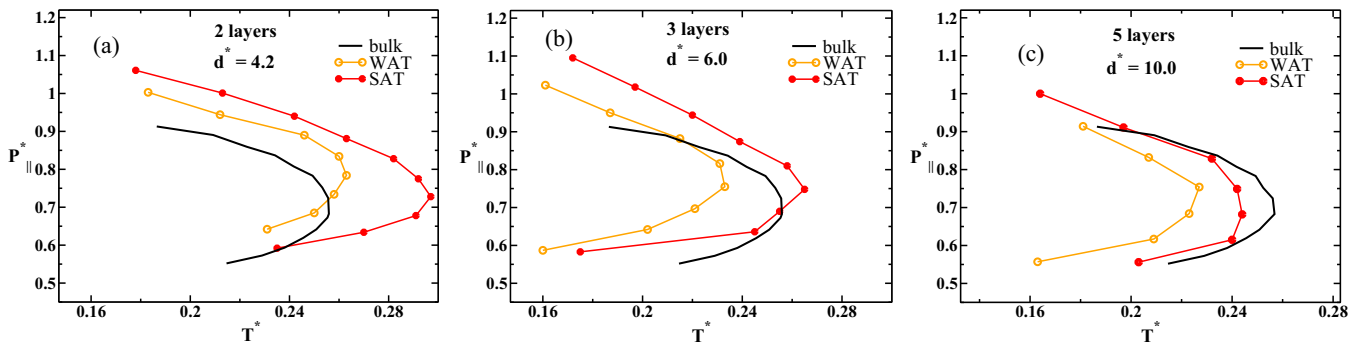 (a)
2 layers
d* = 4.2
bulk
WAT
SAT
P*∥
1.2
1.1
1
0.9
0.8
0.7
0.6
0.5
0.16
0.2
0.24
0.28
T*
(b)
3 layers
d* = 6.0
bulk
WAT
SAT
P*∥
1.2
1.1
1
0.9
0.8
0.7
0.6
0.5
0.16
0.2
0.24
0.28
T*
(c)
5 layers
d* = 10.0
bulk
WAT
SAT
P*∥
1.2
1.1
1
0.9
0.8
0.7
0.6
0.5
0.16
0.2
0.24
0.28
T*